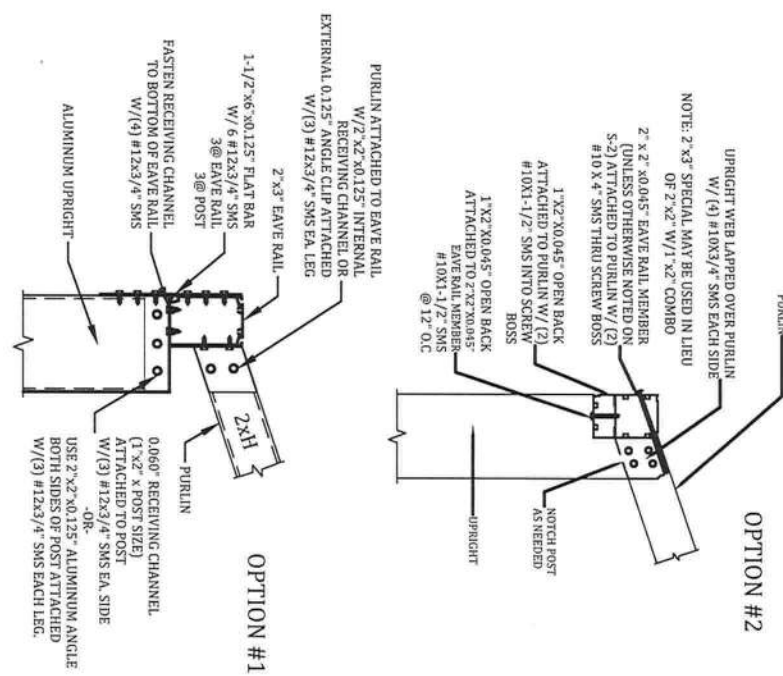 PURLIN
UPRIGHT WEB LAPPED OVER PURLIN
W/ (4) #10X3/4" SMS EACH SIDE
NOTE: 2"x3" SPECIAL MAY BE USED IN LIEU
OF 2"x2" W/1"x2" COMBO
2" x 2" x0.045" EAVE RAIL MEMBER
(UNLESS OTHERWISE NOTED ON
S-2) ATTACHED TO PURLIN W/ (2)
#10 X 4" SMS THRU SCREW BOSS
1"X2"X0.045" OPEN BACK
ATTACHED TO PURLIN W/ (2)
#10X1-1/2" SMS INTO SCREW
BOSS
1"X2"X0.045" OPEN BACK
ATTACHED TO 2"X2"X0.045"
EAVE RAIL MEMBER
#10X1-1/2" SMS
@ 12" O.C
NOTCH POST
AS NEEDED
UPRIGHT
OPTION #2
PURLIN ATTACHED TO EAVE RAIL
W/2"x2"x0.125" INTERNAL
RECEIVING CHANNEL OR
EXTERNAL 0.125" ANGLE CLIP ATTACHED
W/(3) #12x3/4" SMS EA. LEG
2"x3" EAVE RAIL
1-1/2"x6"x0.125" FLAT BAR
W/ 6 #12x3/4" SMS
3@ EAVE RAIL
3@ POST
FASTEN RECEIVING CHANNEL
TO BOTTOM OF EAVE RAIL
W/(4) #12x3/4" SMS
ALUMINUM UPRIGHT
2xH
PURLIN
0.060" RECEIVING CHANNEL
(1"x2" x POST SIZE)
ATTACHED TO POST
W/(3) #12x3/4" SMS EA. SIDE
-OR-
USE 2"x2"x0.125" ALUMINUM ANGLE
BOTH SIDES OF POST ATTACHED
W/(3) #12x3/4" SMS EACH LEG.
OPTION #1